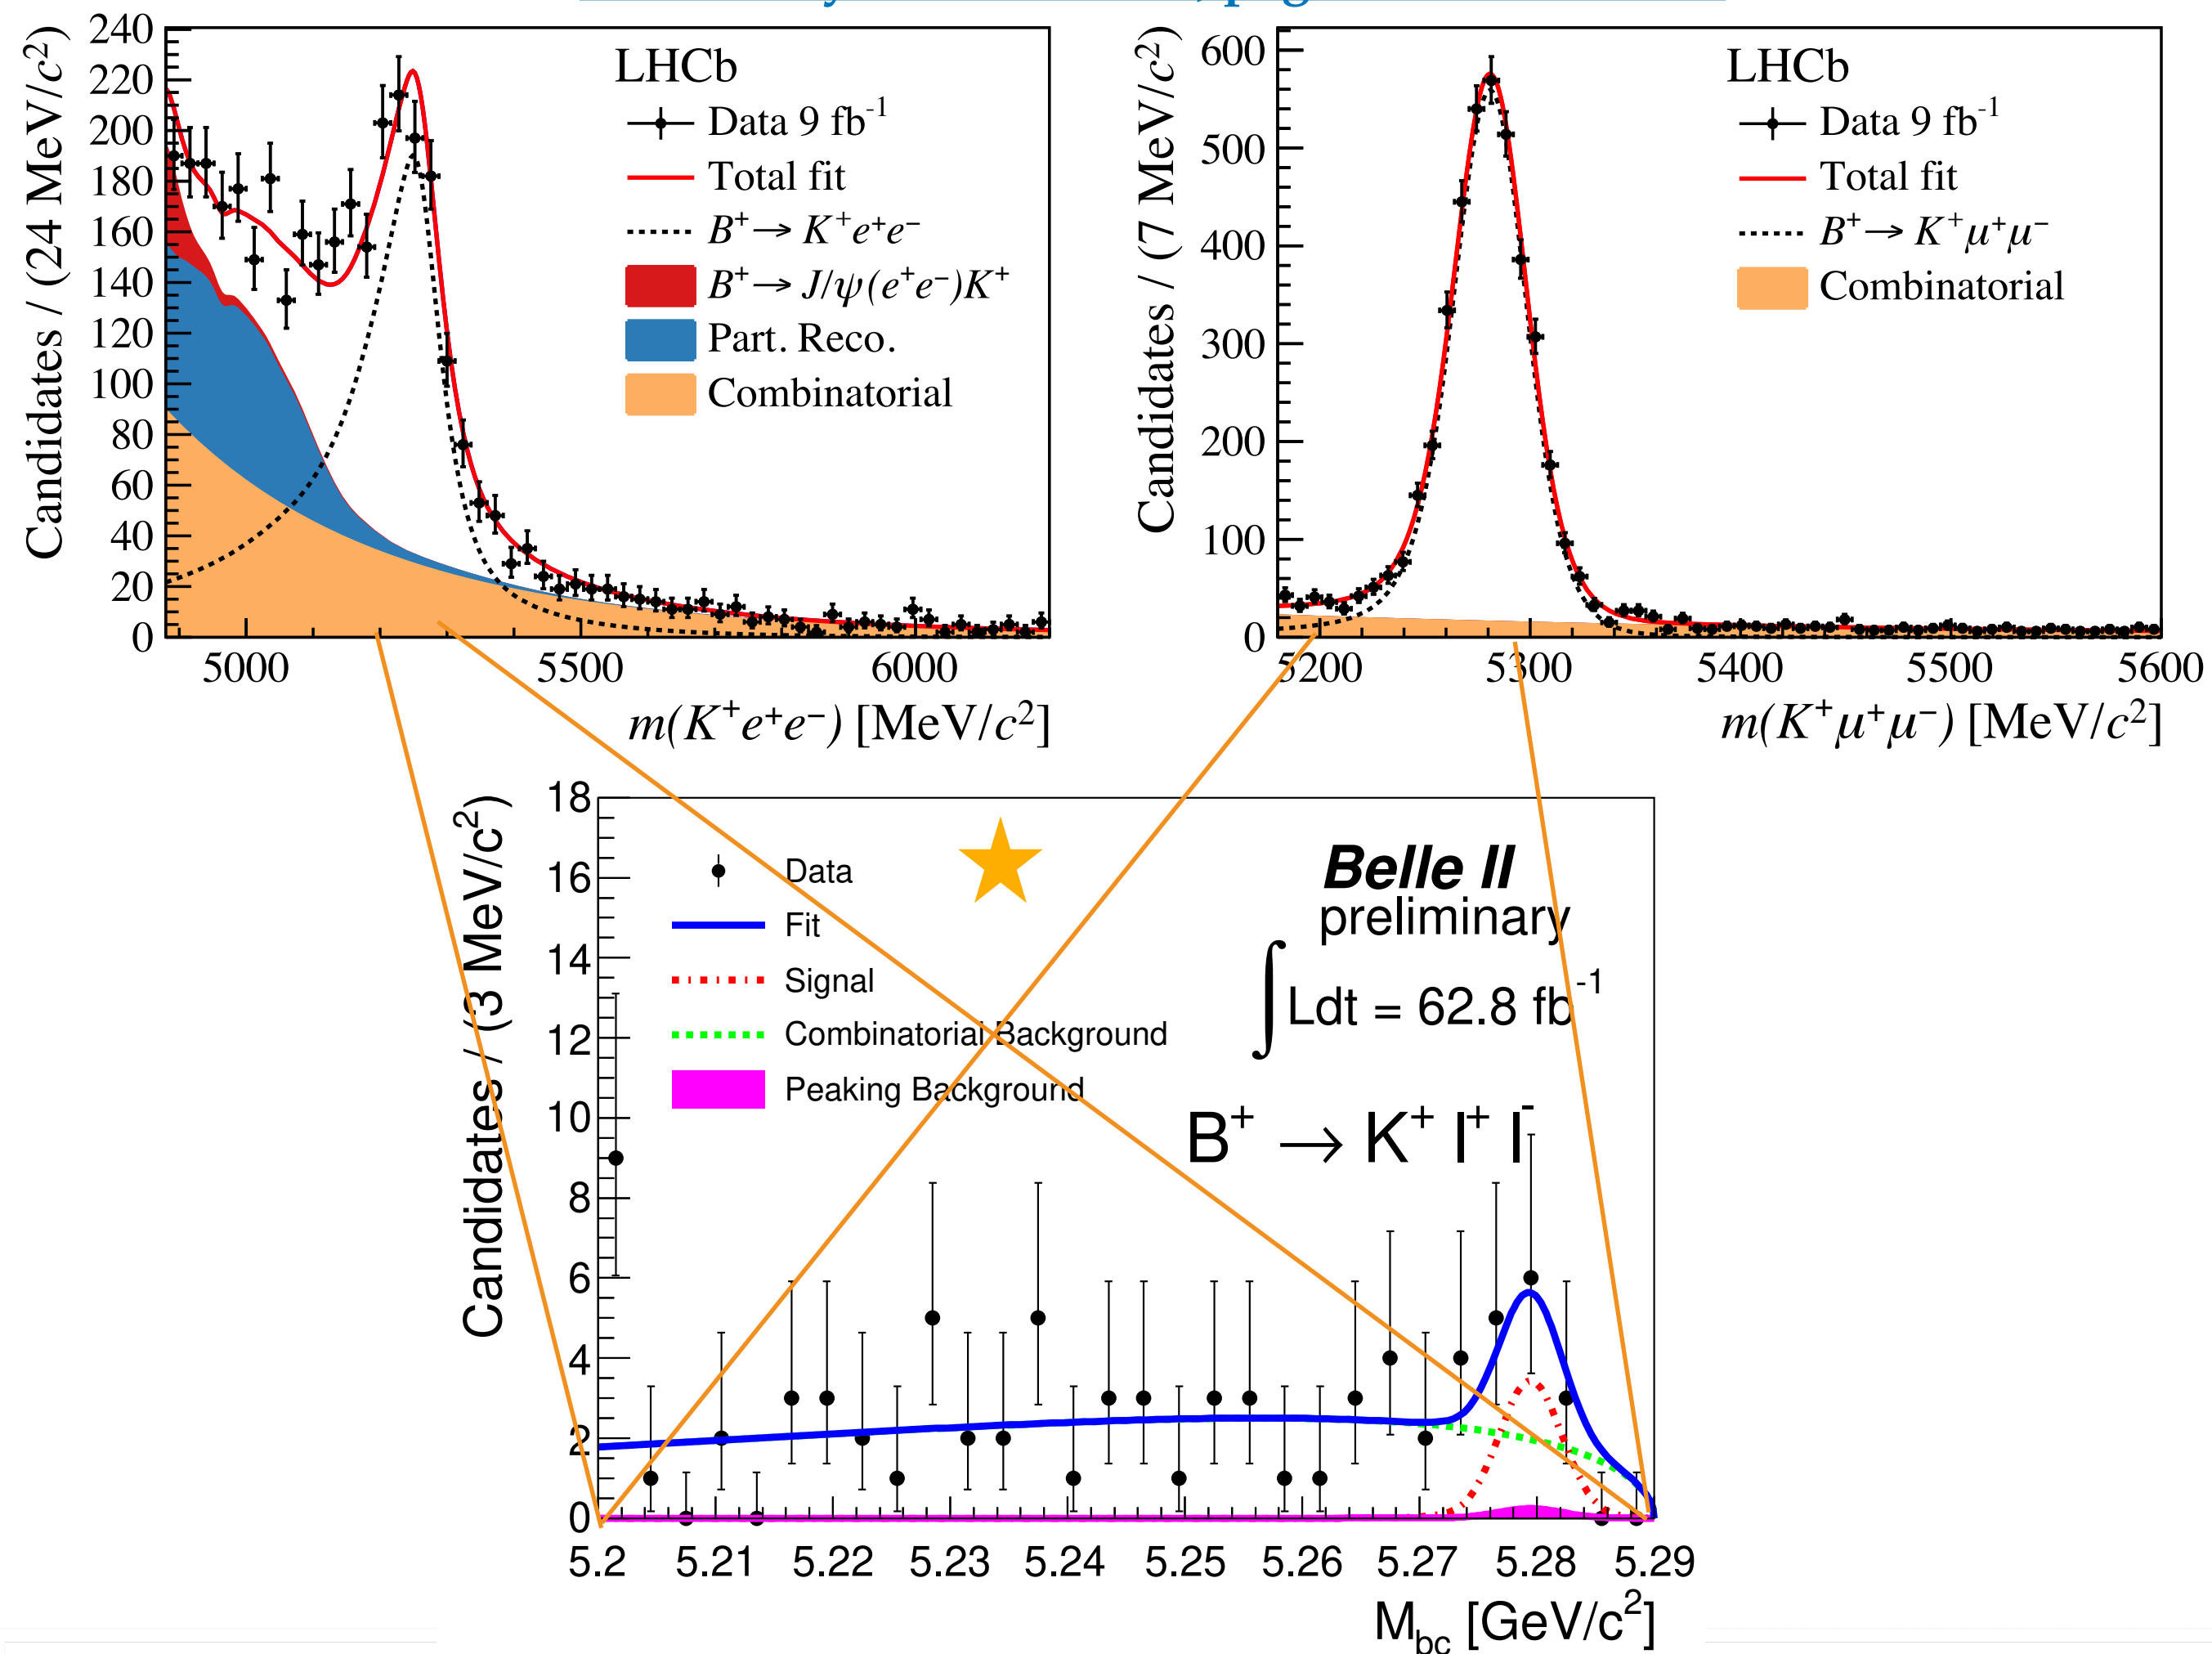 Candidates / (24 MeV/c²)
240
220
200
180
160
140
120
100
80
60
40
20
0
LHCb
Data 9 fb⁻¹
Total fit
B⁺→ K⁺e⁺e⁻
B⁺→ J/ψ(e⁺e⁻)K⁺
Part. Reco.
Combinatorial
5000 5500 6000
m(K⁺e⁺e⁻) [MeV/c²]
Candidates / (7 MeV/c²)
600
500
400
300
200
100
0
LHCb
Data 9 fb⁻¹
Total fit
B⁺→ K⁺μ⁺μ⁻
Combinatorial
5200 5300 5400 5500 5600
m(K⁺μ⁺μ⁻) [MeV/c²]
Candidates / (3 MeV/c²)
18
16
14
12
10
8
6
4
2
0
Data
Fit
Signal
Combinatorial Background
Peaking Background
Belle II
preliminary
∫Ldt = 62.8 fb⁻¹
B⁺ → K⁺ l⁺ l⁻
5.2 5.21 5.22 5.23 5.24 5.25 5.26 5.27 5.28 5.29
M_bc [GeV/c²]